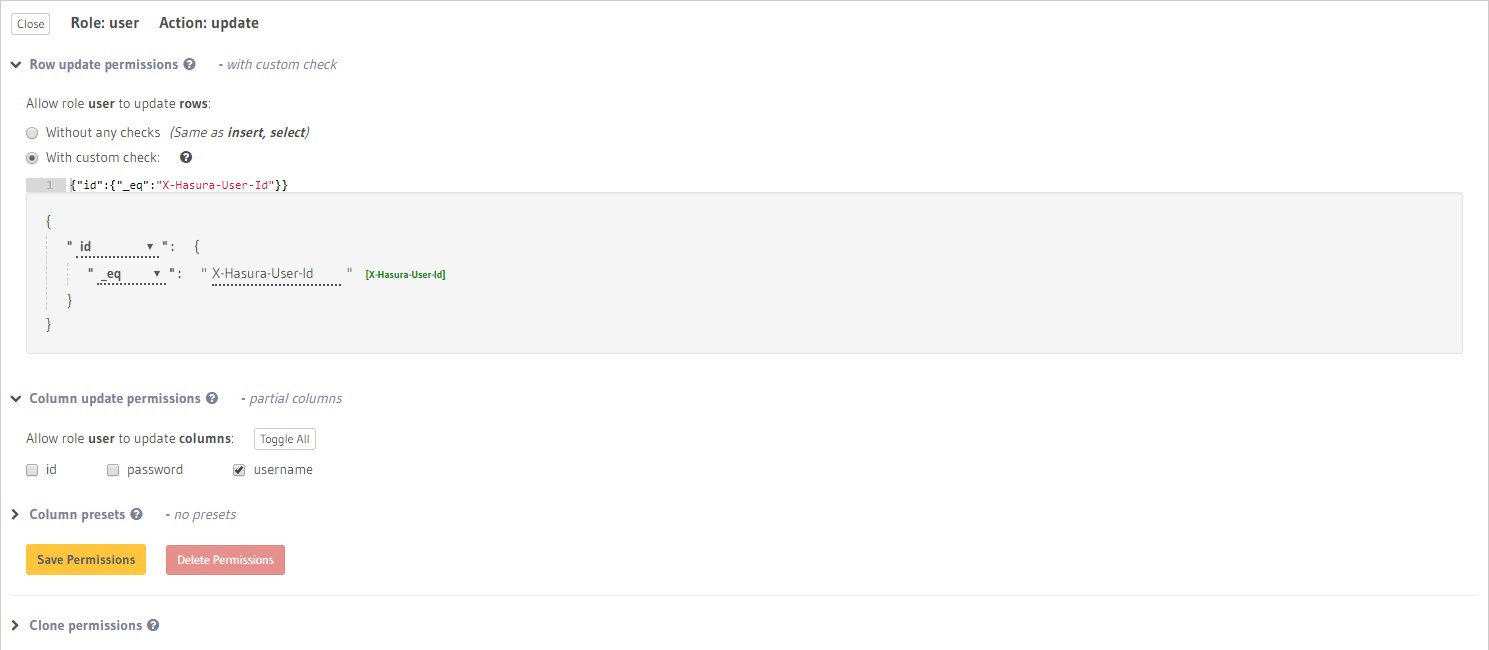 Close Role: user Action: update
Row update permissions ? - with custom check
Allow role user to update rows:
Without any checks (Same as insert, select)
With custom check: ?
1 {"id":{"_eq":"X-Hasura-User-Id"}}
{
" id ▼ ": {
" _eq ▼ ": " X-Hasura-User-Id " [X-Hasura-User-Id]
}
}
Column update permissions ? - partial columns
Allow role user to update columns: Toggle All
id password username
Column presets ? - no presets
Save Permissions Delete Permissions
Clone permissions ?